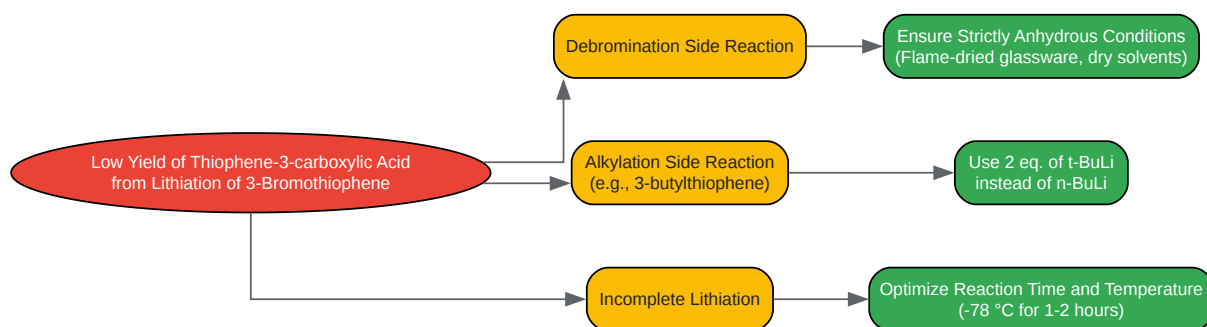 Low Yield of Thiophene-3-carboxylic Acid
from Lithiation of 3-Bromothiophene
Debromination Side Reaction
Ensure Strictly Anhydrous Conditions
(Flame-dried glassware, dry solvents)
Alkylation Side Reaction
(e.g., 3-butylthiophene)
Use 2 eq. of t-BuLi
instead of n-BuLi
Incomplete Lithiation
Optimize Reaction Time and Temperature
(-78 °C for 1-2 hours)